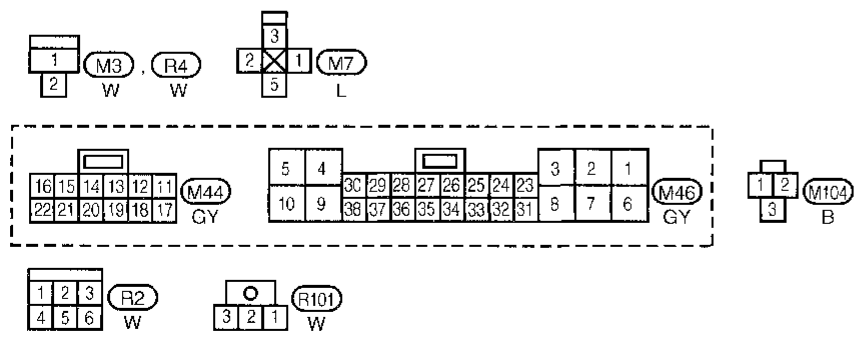 3
1 M3 , R4 2 1 M7
2 W W 5 L
5 4 3 2 1
16 15 14 13 12 11 M44 30 29 28 27 26 25 24 23 M46 1 2 M104
22 21 20 19 18 17 GY 10 9 38 37 36 35 34 33 32 31 8 7 6 GY 3 B
1 2 3 R2 R101
4 5 6 W 3 2 1 W